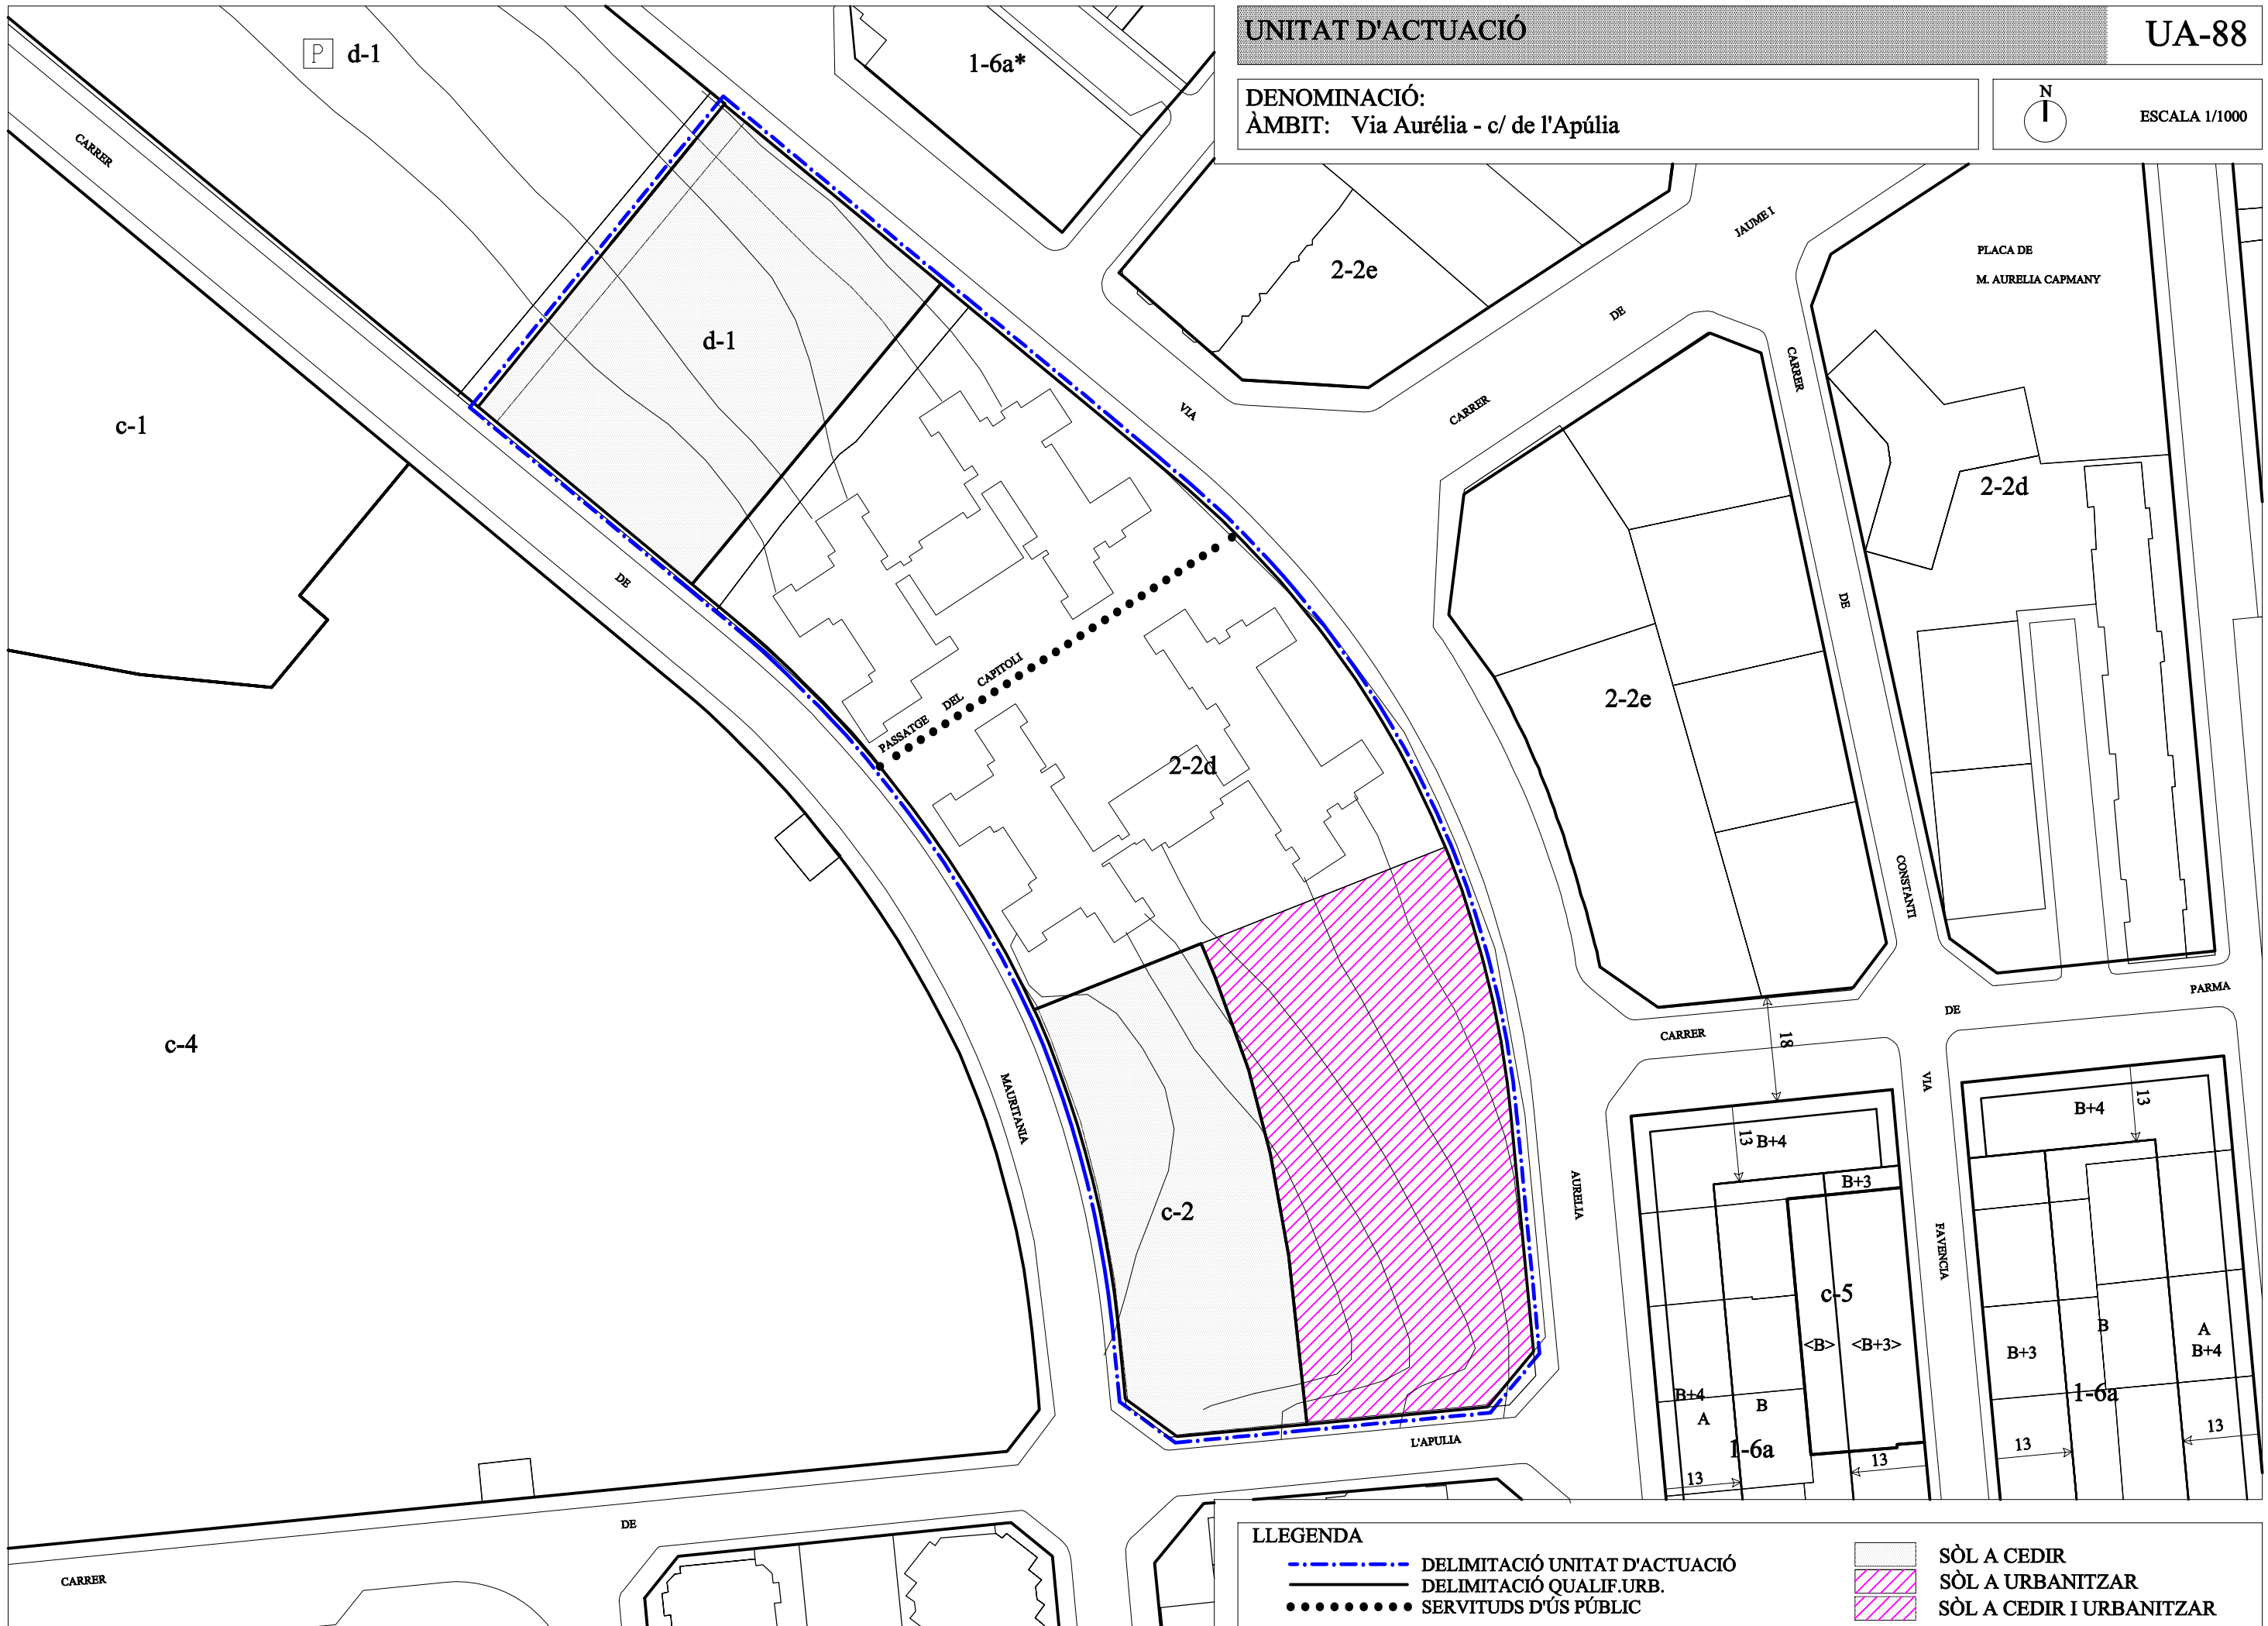 UNITAT D'ACTUACIÓ
UA-88
DENOMINACIÓ:
ÀMBIT: Via Aurélia - c/ de l'Apúlia
N
ESCALA 1/1000
P d-1
1-6a*
CARRER
2-2e
JAUME I
PLACA DE
M. AURELIA CAPMANY
d-1
DE
CARRER
VIA
CARRER
c-1
2-2d
DE
DE
PASSATGE DEL CAPITOLI
2-2e
2-2d
CONSTANTI
PARMA
DE
CARRER
18
c-4
MAURITANIA
VIA
B+4
13
13
B+4
B+3
AURELIA
c-2
FAVENCIA
c-5
B
A
B+4
<B>
<B+3>
B+3
B+4
1-6a
A
B
13
L'APULIA
13
1-6a
13
13
DE
CARRER
LLEGENDA
DELIMITACIÓ UNITAT D'ACTUACIÓ
DELIMITACIÓ QUALIF.URB.
SERVITUDS D'ÚS PÚBLIC
SÒL A CEDIR
SÒL A URBANITZAR
SÒL A CEDIR I URBANITZAR